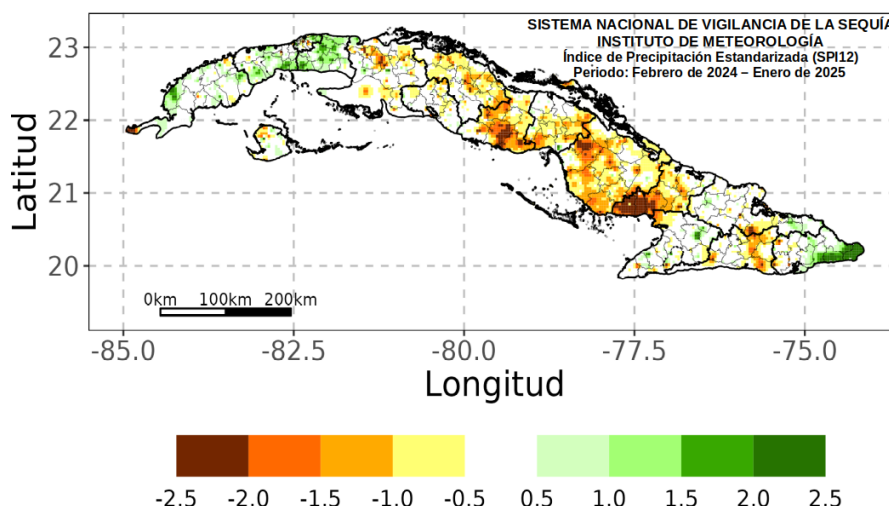 SISTEMA NACIONAL DE VIGILANCIA DE LA SEQUÍA
INSTITUTO DE METEOROLOGÍA
Índice de Precipitación Estandarizada (SPI12)
Periodo: Febrero de 2024 – Enero de 2025
23
22
21
20
Latitud
0km 100km 200km
-85.0 -82.5 -80.0 -77.5 -75.0
Longitud
-2.5 -2.0 -1.5 -1.0 -0.5 0.5 1.0 1.5 2.0 2.5